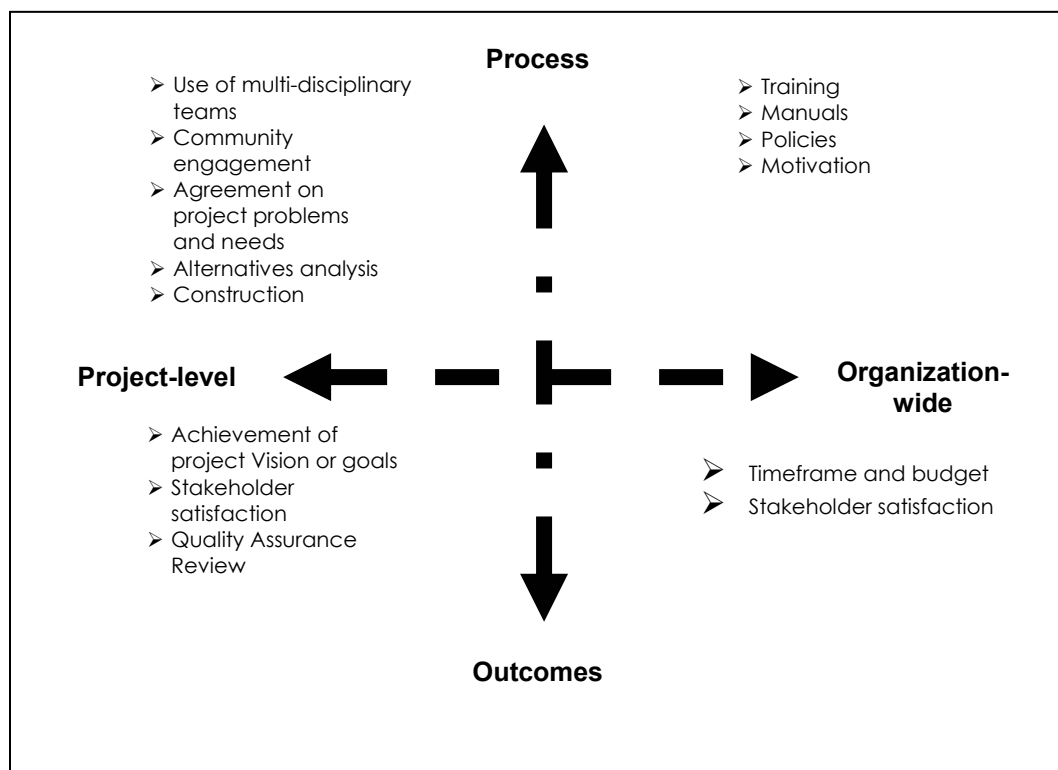 Process
➢ Use of multi-disciplinary
teams
➢ Community
engagement
➢ Agreement on
project problems
and needs
➢ Alternatives analysis
➢ Construction
➢ Training
➢ Manuals
➢ Policies
➢ Motivation
Project-level
Organization-
wide
➢ Achievement of
project Vision or goals
➢ Stakeholder
satisfaction
➢ Quality Assurance
Review
➢ Timeframe and budget
➢ Stakeholder satisfaction
Outcomes